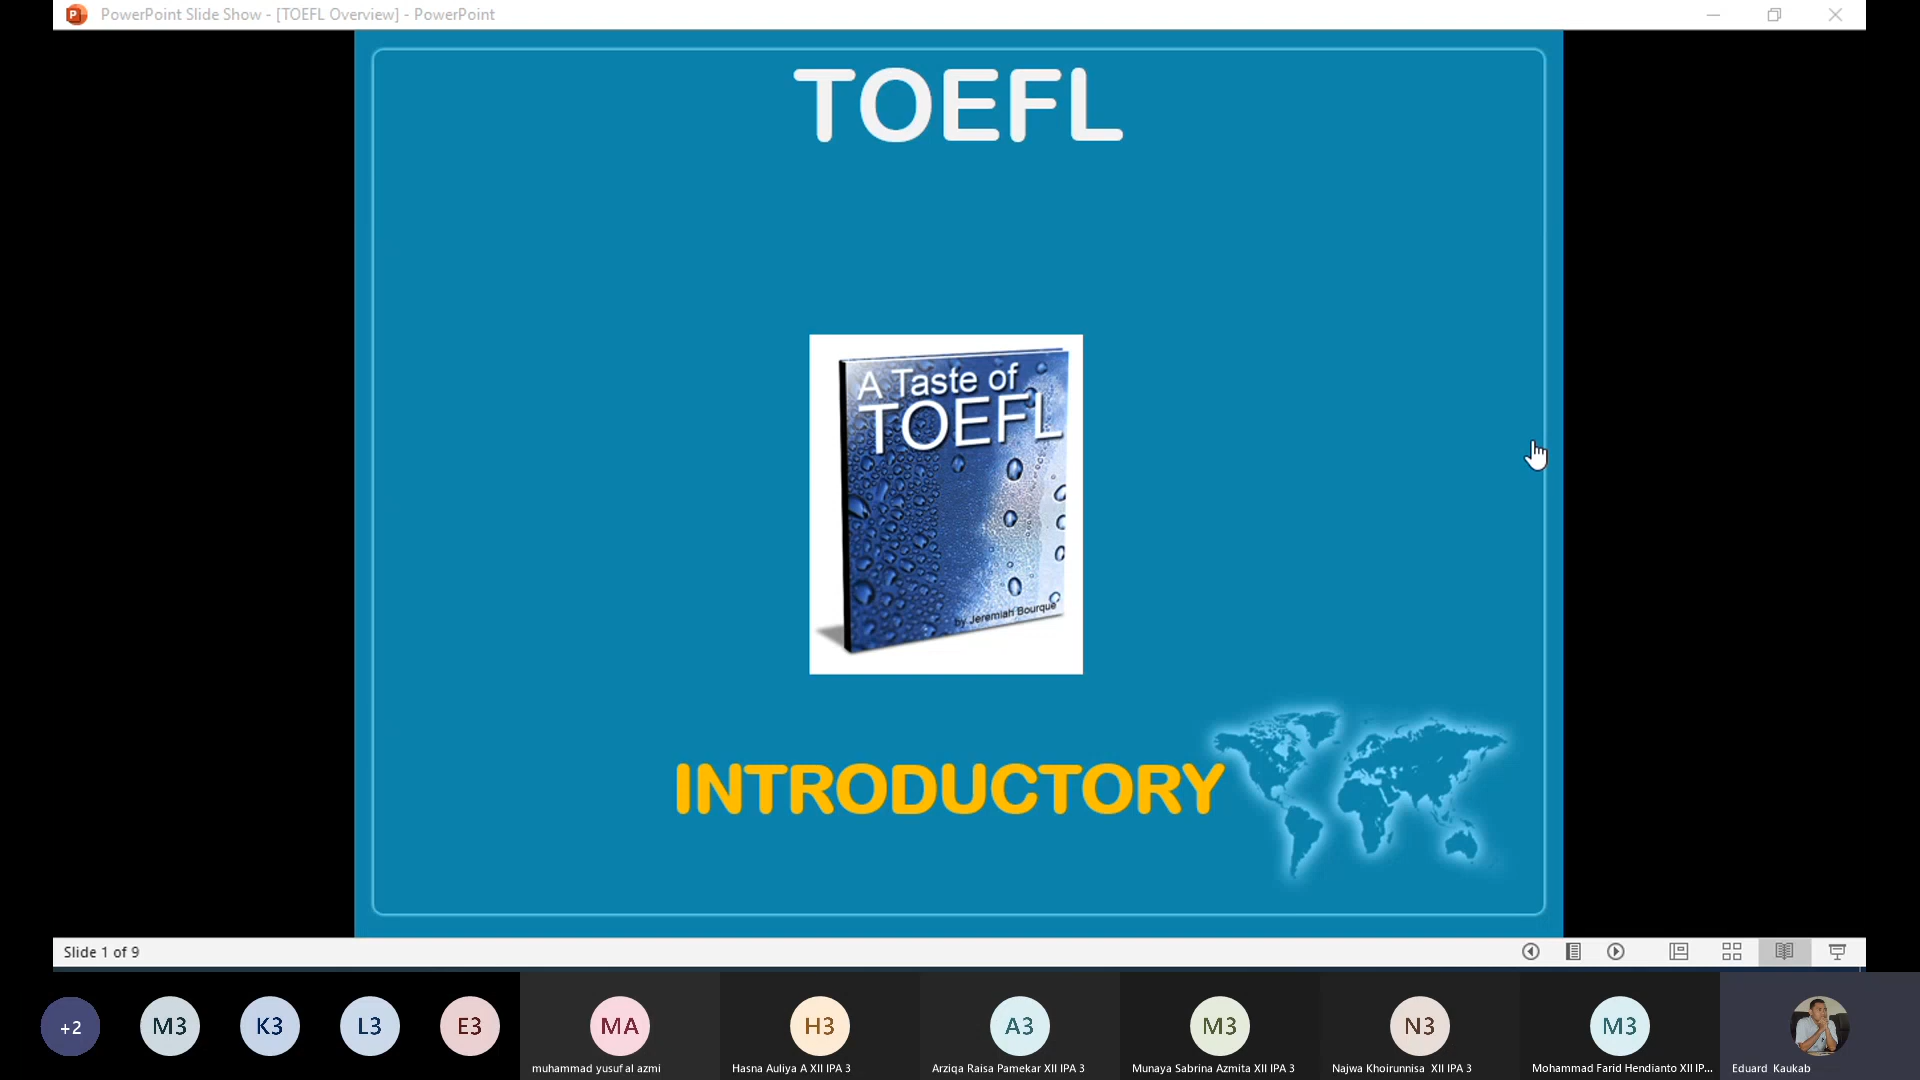 PowerPoint Slide Show - [TOEFL Overview] - PowerPoint
TOEFL
A Taste of
TOEFL
by Jeremiah Bourque
INTRODUCTORY
Slide 1 of 9
+2
M3
K3
L3
E3
MA
H3
A3
M3
N3
M3
muhammad yusuf al azmi
Hasna Auliya A XII IPA 3
Arziqa Raisa Pamekar XII IPA 3
Munaya Sabrina Azmita XII IPA 3
Najwa Khoirunnisa XII IPA 3
Mohammad Farid Hendianto XII IP...
Eduard Kaukab